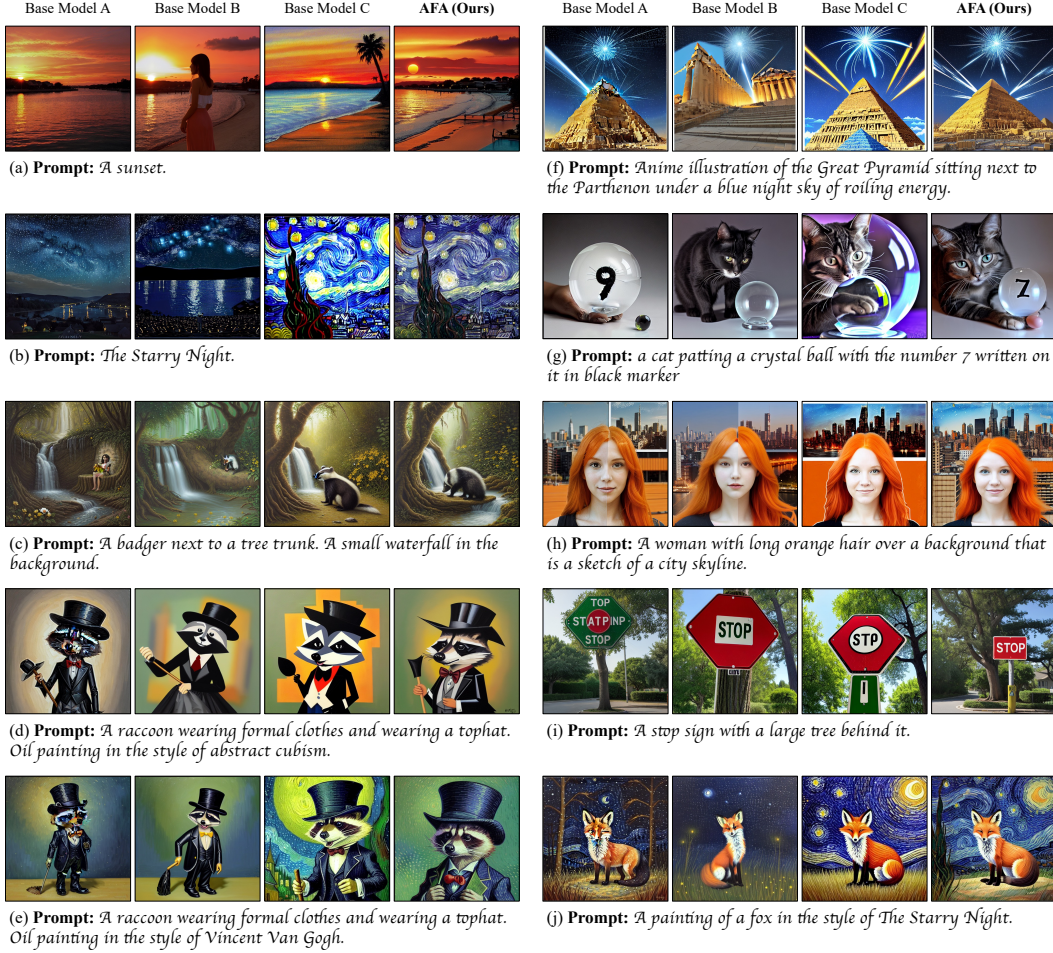 Base Model A Base Model B Base Model C AFA (Ours)
(a) Prompt: A sunset.
(b) Prompt: The Starry Night.
(c) Prompt: A badger next to a tree trunk. A small waterfall in the
background.
(d) Prompt: A raccoon wearing formal clothes and wearing a tophat.
Oil painting in the style of abstract cubism.
(e) Prompt: A raccoon wearing formal clothes and wearing a tophat.
Oil painting in the style of Vincent Van Gogh.
Base Model A Base Model B Base Model C AFA (Ours)
(f) Prompt: Anime illustration of the Great Pyramid sitting next to
the Parthenon under a blue night sky of roiling energy.
9
7
(g) Prompt: a cat patting a crystal ball with the number 7 written on
it in black marker
(h) Prompt: A woman with long orange hair over a background that
is a sketch of a city skyline.
TOP
STATPINP
STOP
STOP
STP
STOP
(i) Prompt: A stop sign with a large tree behind it.
(j) Prompt: A painting of a fox in the style of The Starry Night.